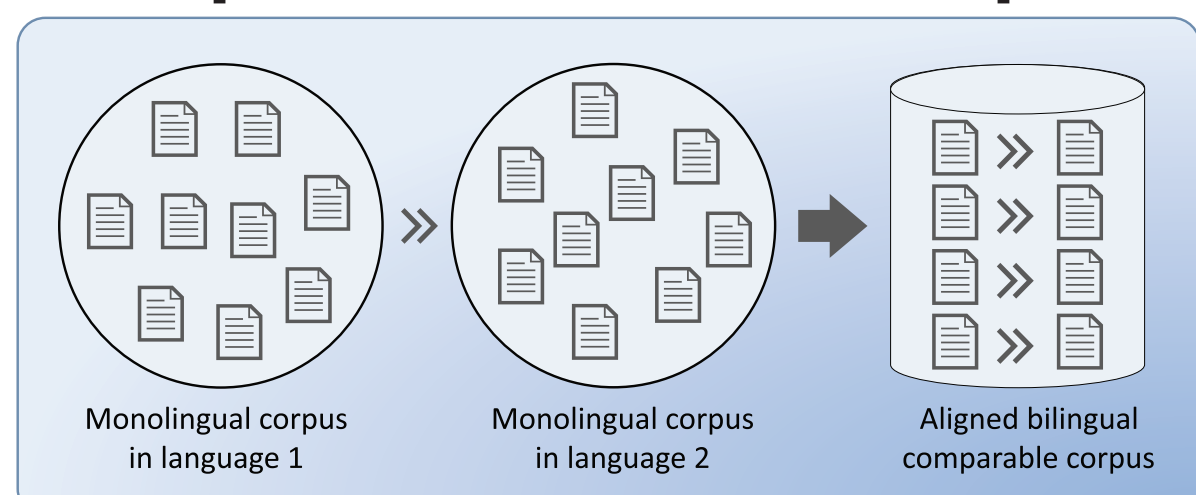 Monolingual corpus
in language 1
Monolingual corpus
in language 2
Aligned bilingual
comparable corpus